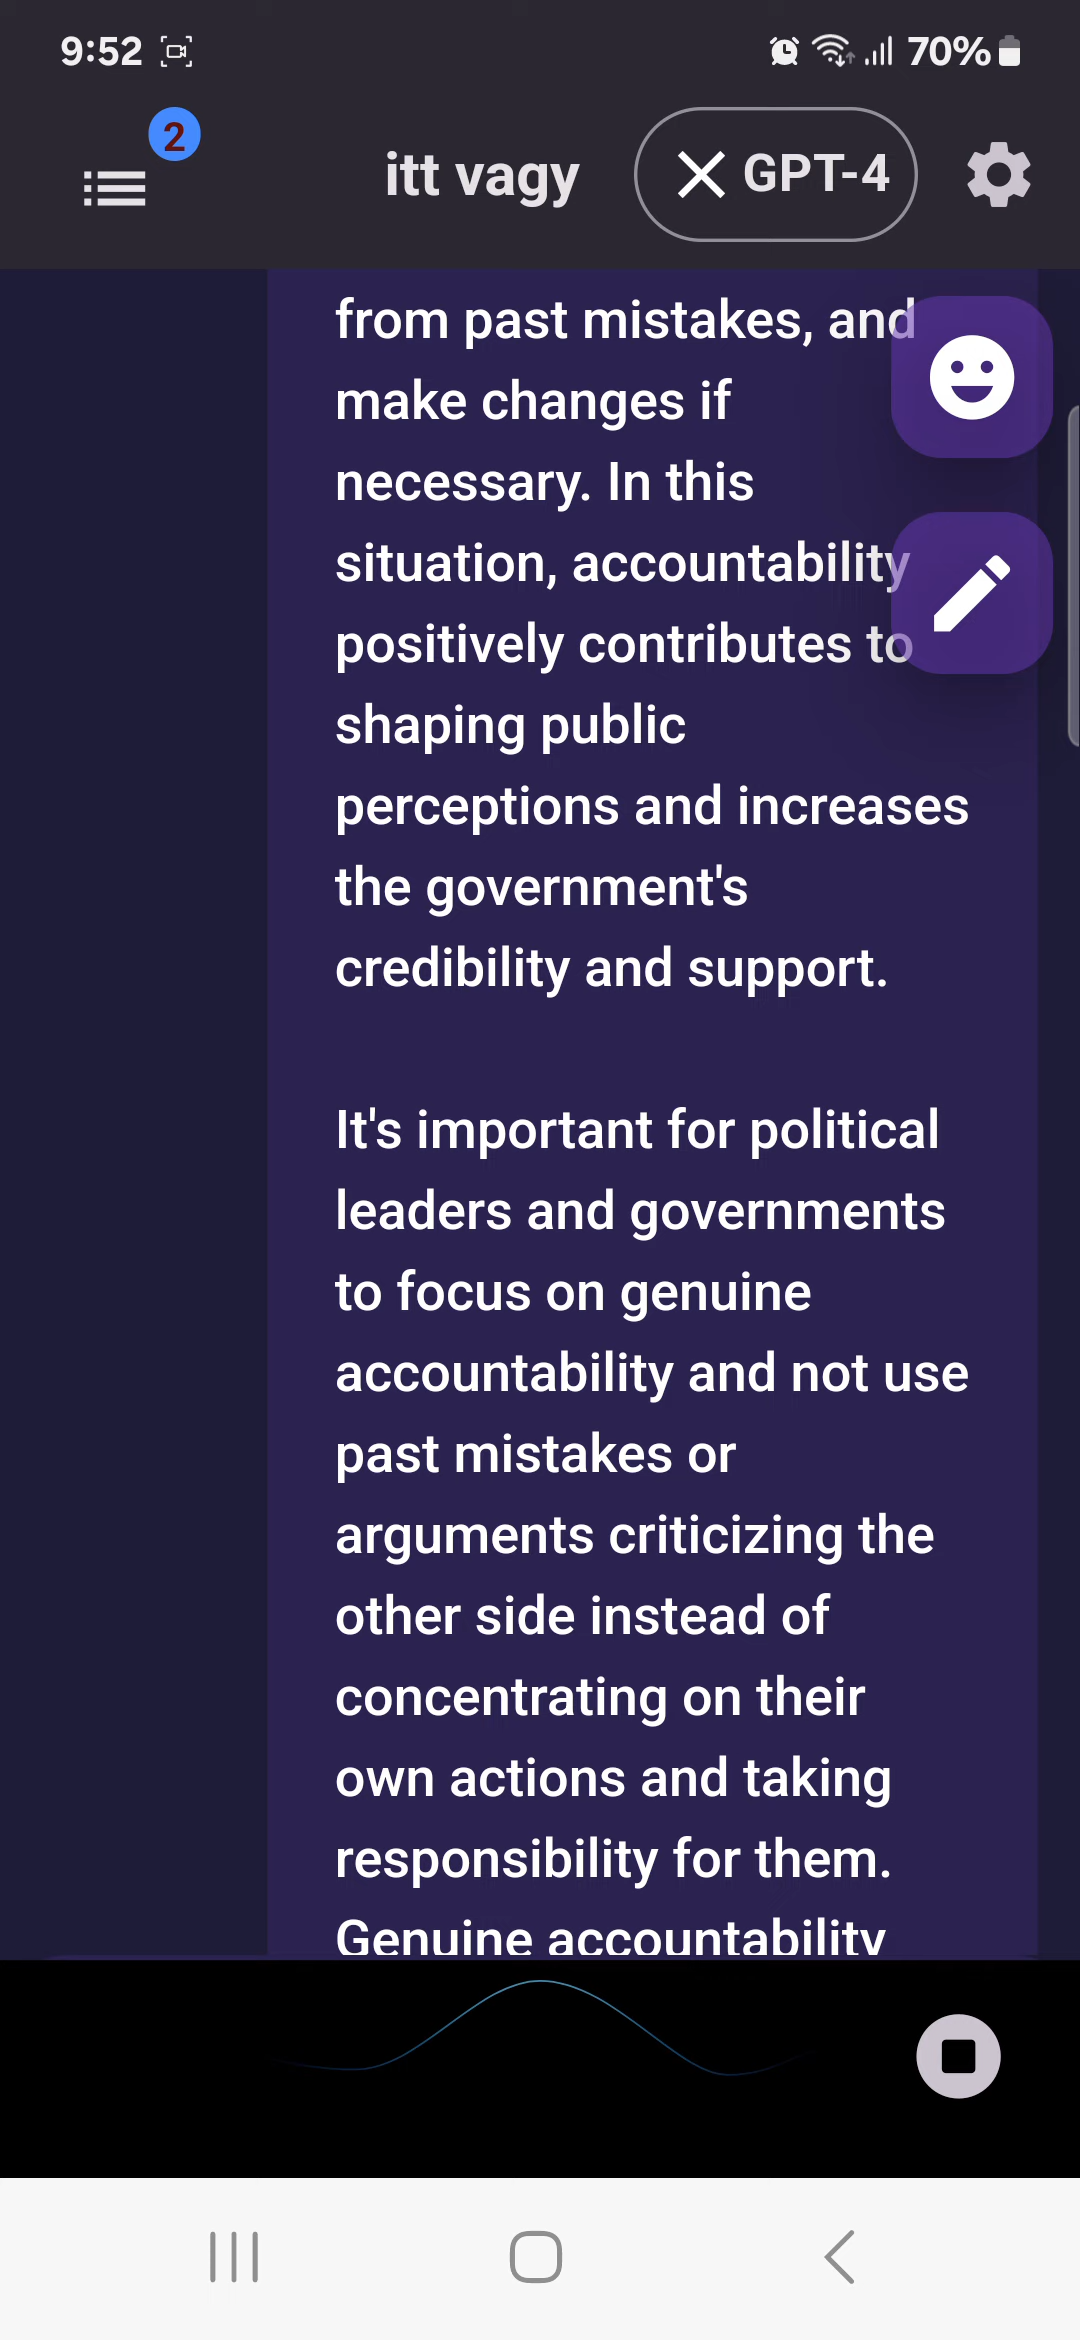 9:52 70%
2
itt vagy GPT-4
from past mistakes, and
make changes if
necessary. In this
situation, accountability
positively contributes to
shaping public
perceptions and increases
the government's
credibility and support.
It's important for political
leaders and governments
to focus on genuine
accountability and not use
past mistakes or
arguments criticizing the
other side instead of
concentrating on their
own actions and taking
responsibility for them.
Genuine accountability